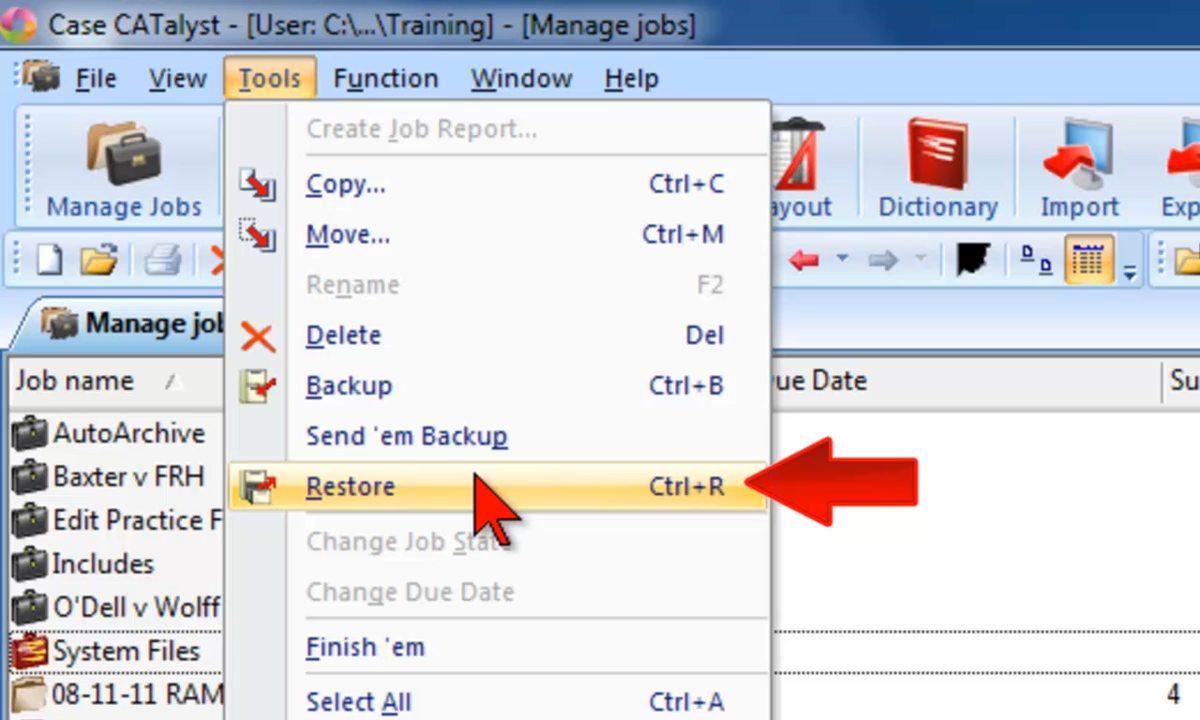 Case CATalyst - [User: C:\...\Training] - [Manage jobs]
File View Tools Function Window Help
Create Job Report...
Copy... Ctrl+C
Move... Ctrl+M
Rename F2
Delete Del
Backup Ctrl+B
Send 'em Backup
Restore Ctrl+R
Change Job State
Change Due Date
Finish 'em
Select All Ctrl+A
Manage Jobs ayout Dictionary Import Exp
Manage job
Job name ue Date Su
AutoArchive
Baxter v FRH
Edit Practice F
Includes
O'Dell v Wolff
System Files
08-11-11 RAM 4